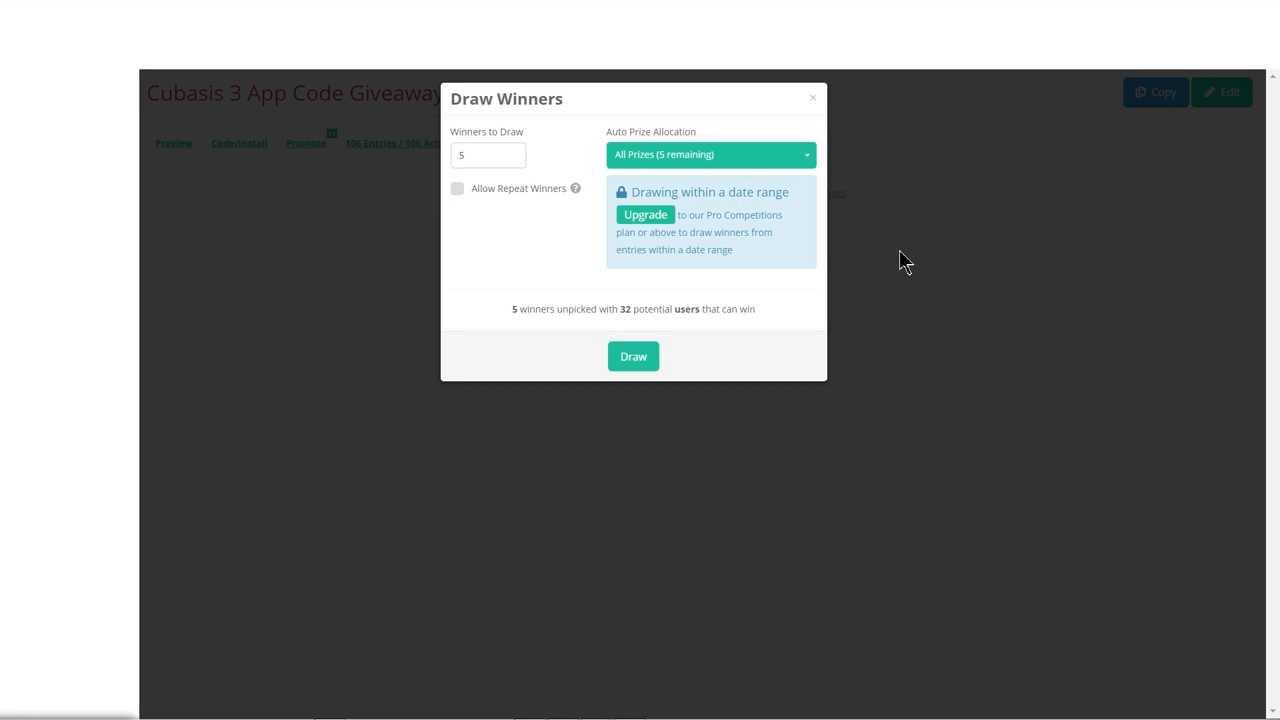 Draw Winners
×
Cubasis 3 App Code Giveaway
Copy
Edit
Preview
Code/Install
Promote
11
106 Entries / 106 Acti
Winners to Draw
5
Allow Repeat Winners ?
Auto Prize Allocation
All Prizes (5 remaining)
Drawing within a date range
Upgrade to our Pro Competitions
plan or above to draw winners from
entries within a date range
5 winners unpicked with 32 potential users that can win
Draw